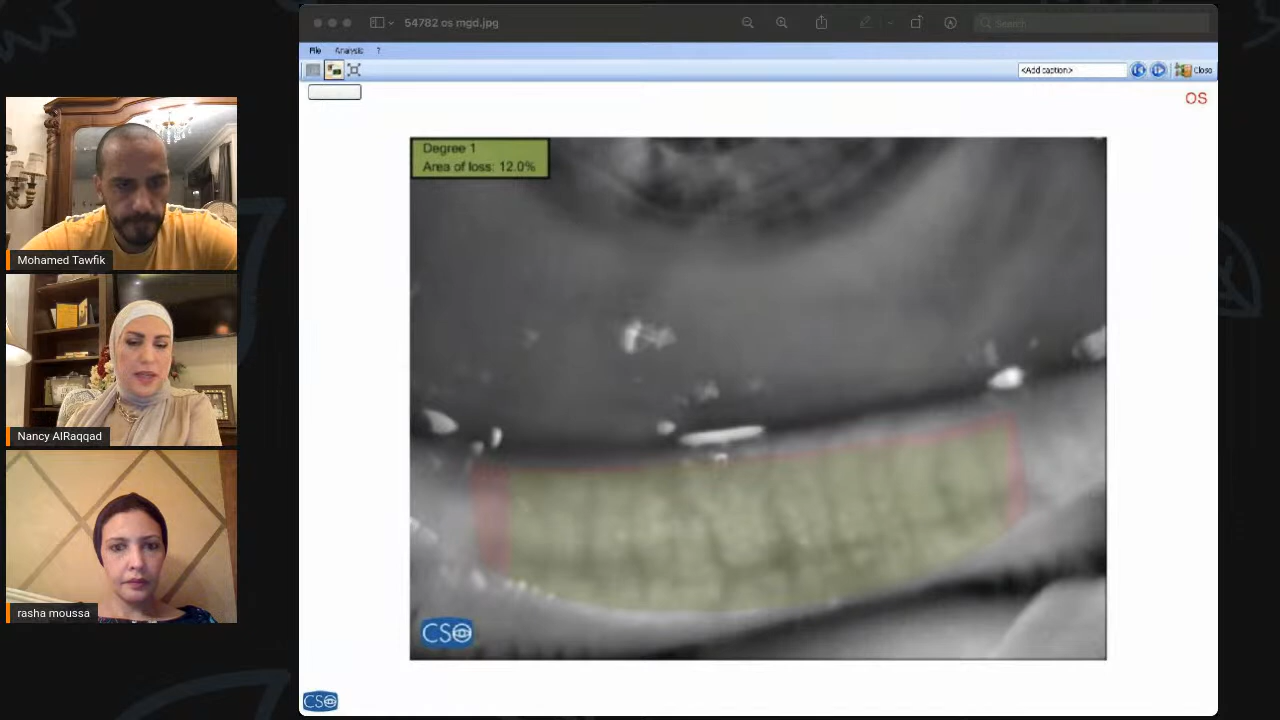 54782 os mgd.jpg
Search
File Analysis ?
<Add caption>
Close
OS
Degree 1
Area of loss: 12.0%
Mohamed Tawfik
Nancy AlRaqqad
rasha moussa
CSO
CSO